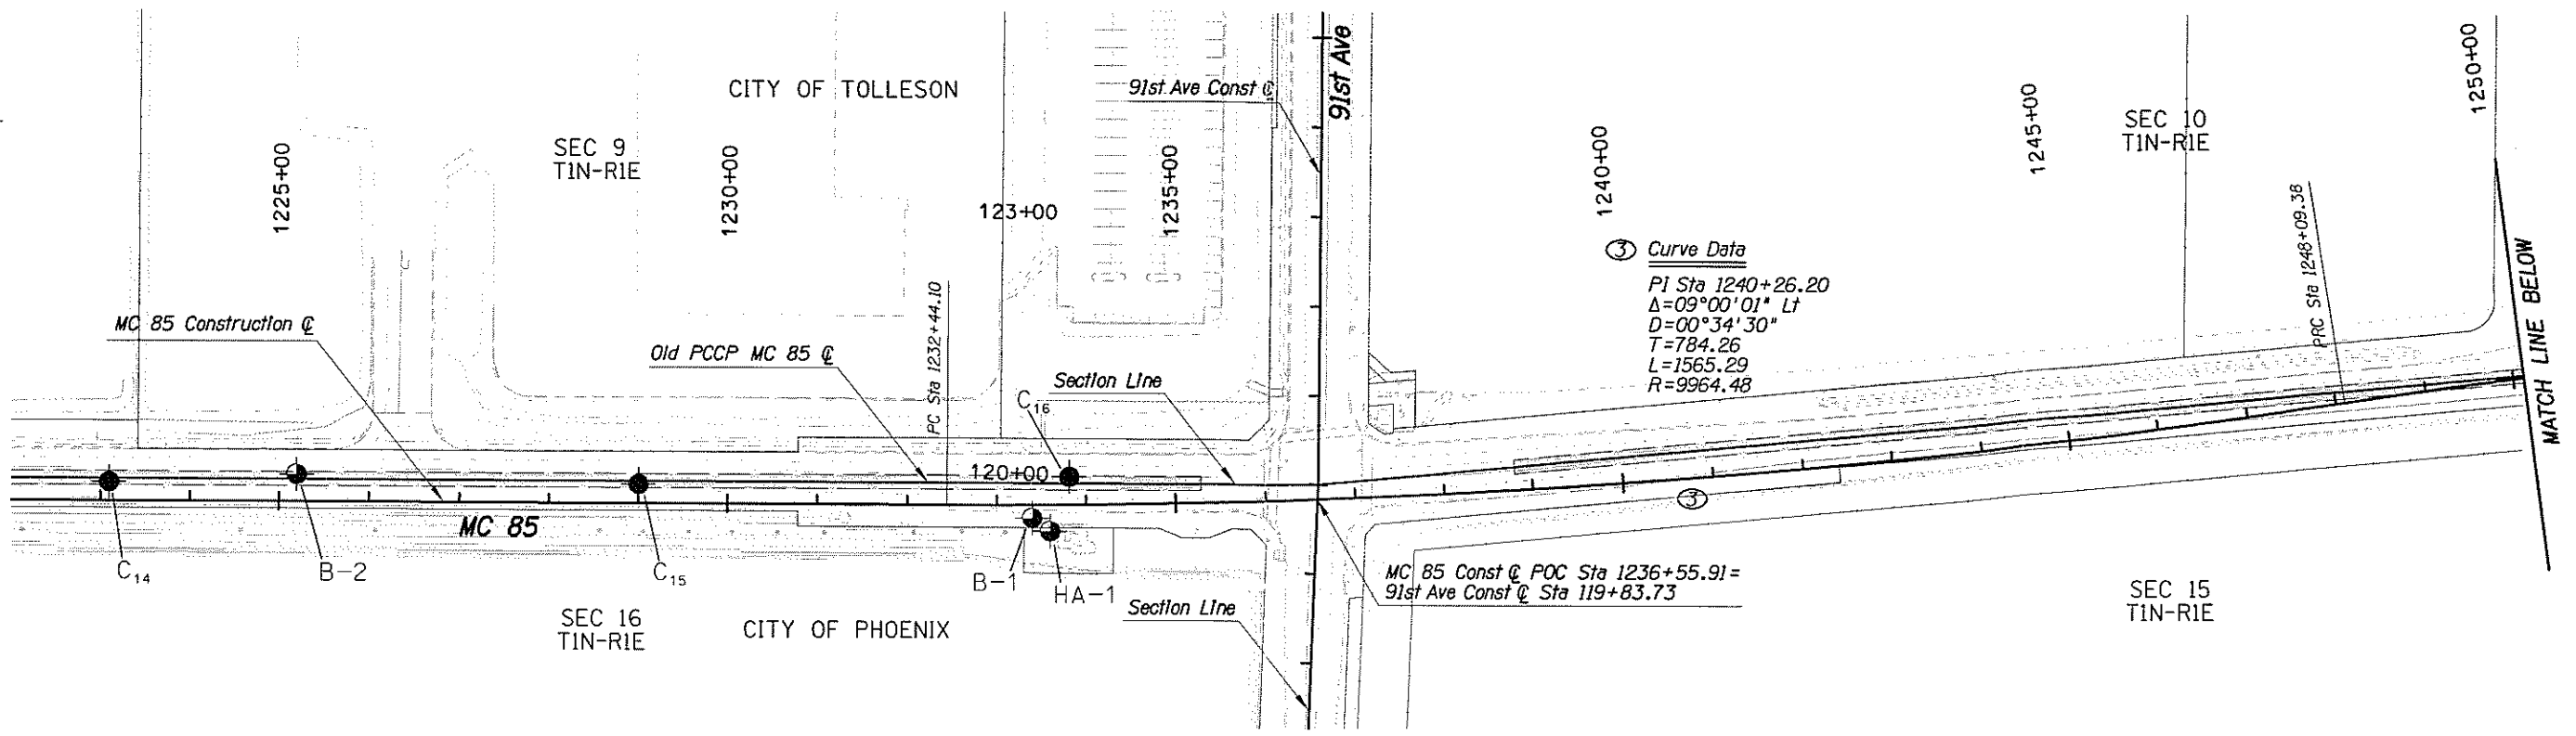 CITY OF TOLLESON
91st Ave Const ℄
91st Ave
1225+00
SEC 9
T1N-R1E
1230+00
123+00
1235+00
1240+00
1245+00
SEC 10
T1N-R1E
1250+00
③ Curve Data
PI Sta 1240+26.20
Δ=09°00'01" Lt
D=00°34'30"
T=784.26
L=1565.29
R=9964.48
PRC Sta 1248+09.38
MATCH LINE BELOW
MC 85 Construction ℄
Old PCCP MC 85 ℄
PC Sta 1232+44.10
Section Line
C₁₆
120+00
③
MC 85
C₁₄
B-2
C₁₅
B-1
HA-1
MC 85 Const ℄ POC Sta 1236+55.91=
91st Ave Const ℄ Sta 119+83.73
Section Line
SEC 16
T1N-R1E
CITY OF PHOENIX
SEC 15
T1N-R1E